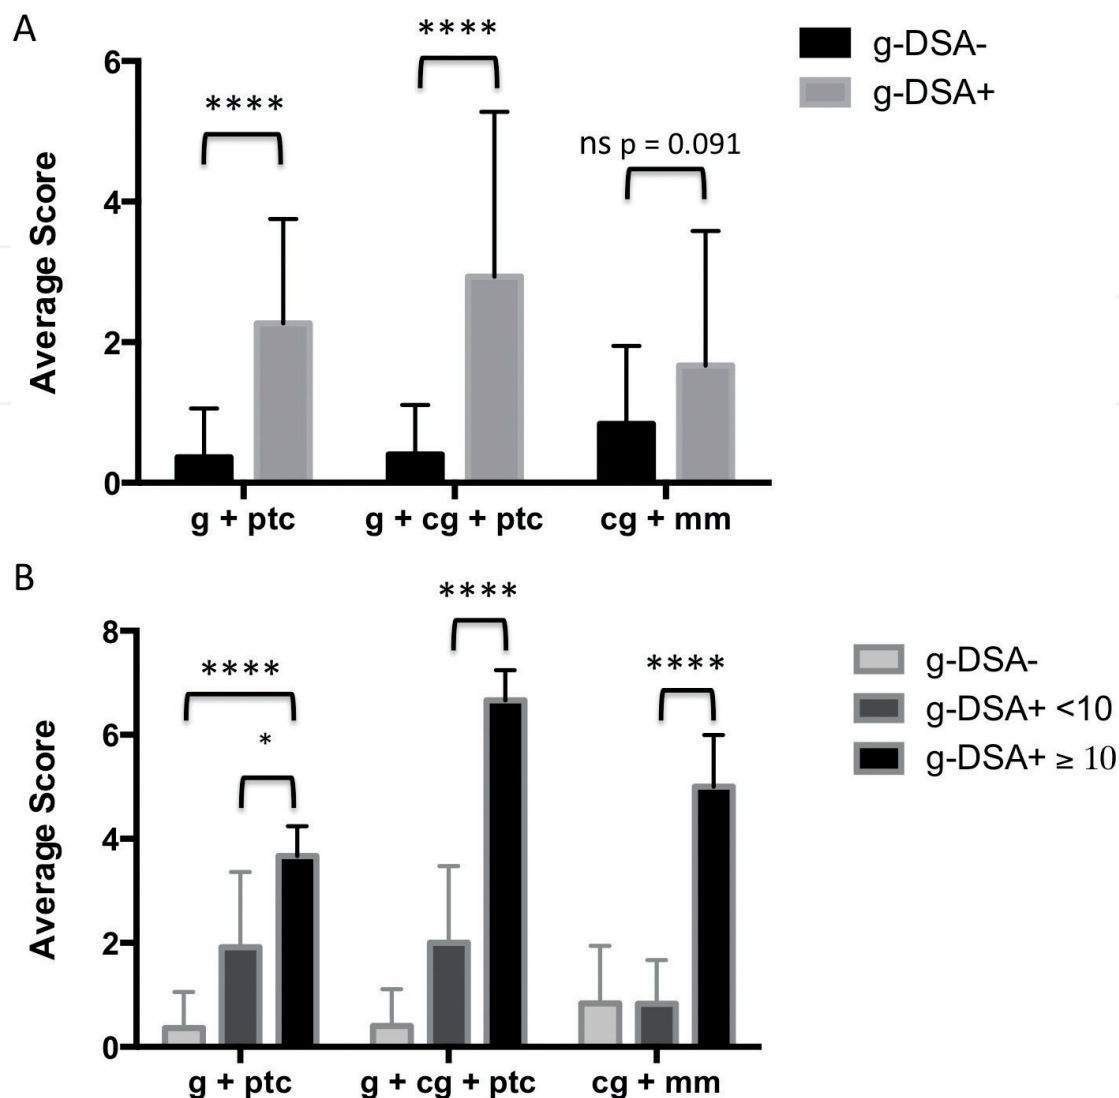 A
****
g-DSA-
g-DSA+
6
****
ns p = 0.091
4
2
0
Average Score
g + ptc
g + cg + ptc
cg + mm
B
****
8
****
****
g-DSA-
g-DSA+ <10
g-DSA+ ≥ 10
*
6
4
2
0
Average Score
g + ptc
g + cg + ptc
cg + mm